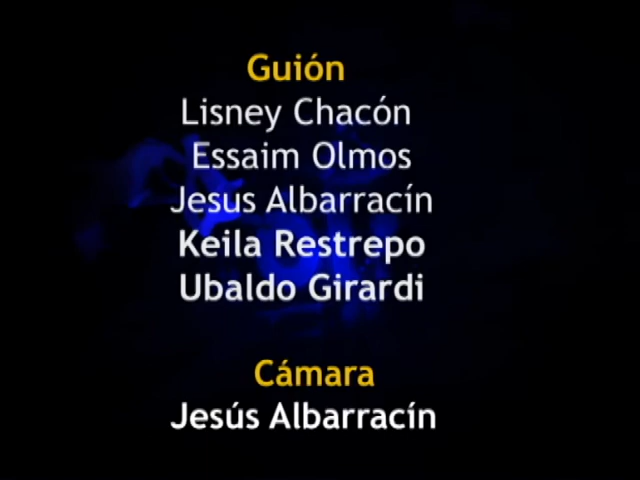 Guión
Lisney Chacón
Essaim Olmos
Jesus Albarracín
Keila Restrepo
Ubaldo Girardi
Cámara
Jesús Albarracín